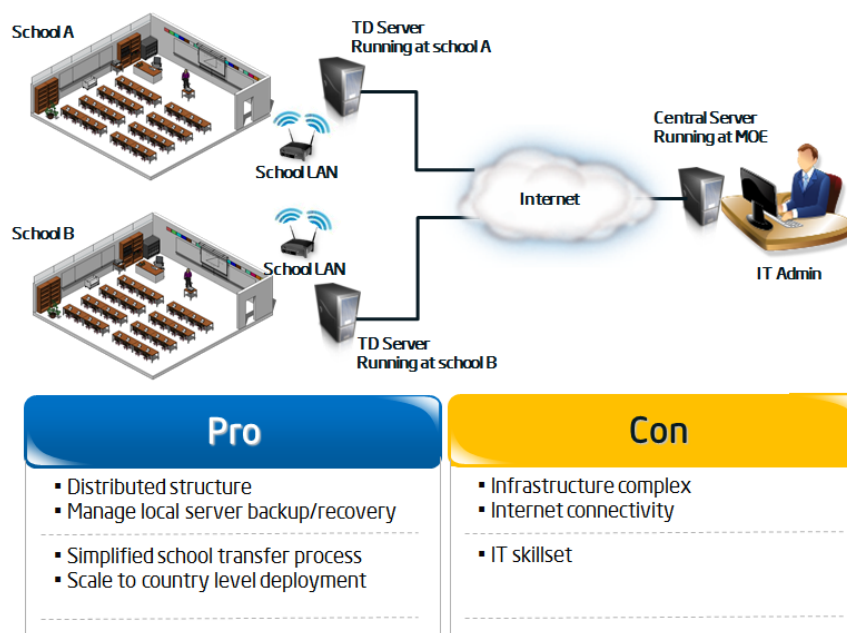 School A
TD Server
Running at school A
School LAN
Central Server
Running at MOE
Internet
IT Admin
School B
School LAN
TD Server
Running at school B
Pro
▪ Distributed structure
▪ Manage local server backup/recovery
▪ Simplified school transfer process
▪ Scale to country level deployment
Con
▪ Infrastructure complex
▪ Internet connectivity
▪ IT skillset